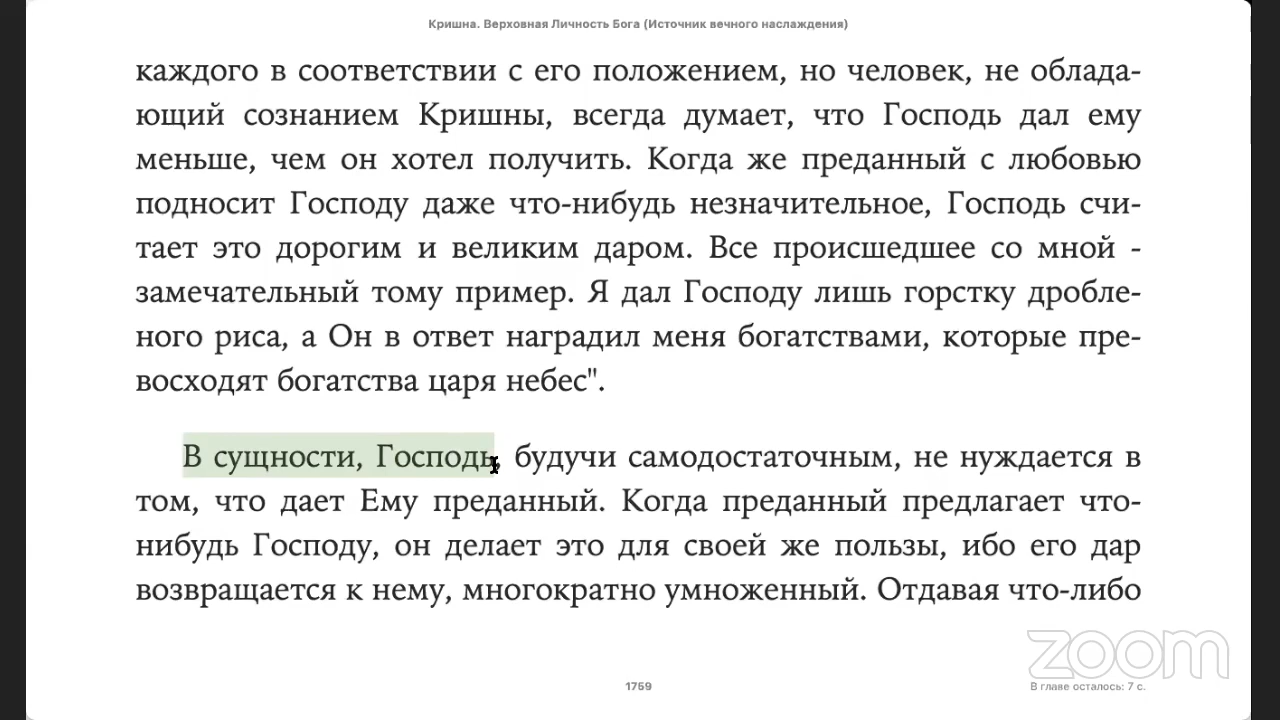 Кришна. Верховная Личность Бога (Источник вечного наслаждения)
каждого в соответствии с его положением, но человек, не облада-
ющий сознанием Кришны, всегда думает, что Господь дал ему
меньше, чем он хотел получить. Когда же преданный с любовью
подносит Господу даже что-нибудь незначительное, Господь счи-
тает это дорогим и великим даром. Все происшедшее со мной -
замечательный тому пример. Я дал Господу лишь горстку дробле-
ного риса, а Он в ответ наградил меня богатствами, которые пре-
восходят богатства царя небес".
В сущности, Господь, будучи самодостаточным, не нуждается в
том, что дает Ему преданный. Когда преданный предлагает что-
нибудь Господу, он делает это для своей же пользы, ибо его дар
возвращается к нему, многократно умноженный. Отдавая что-либо
zoom
1759
В главе осталось: 7 с.